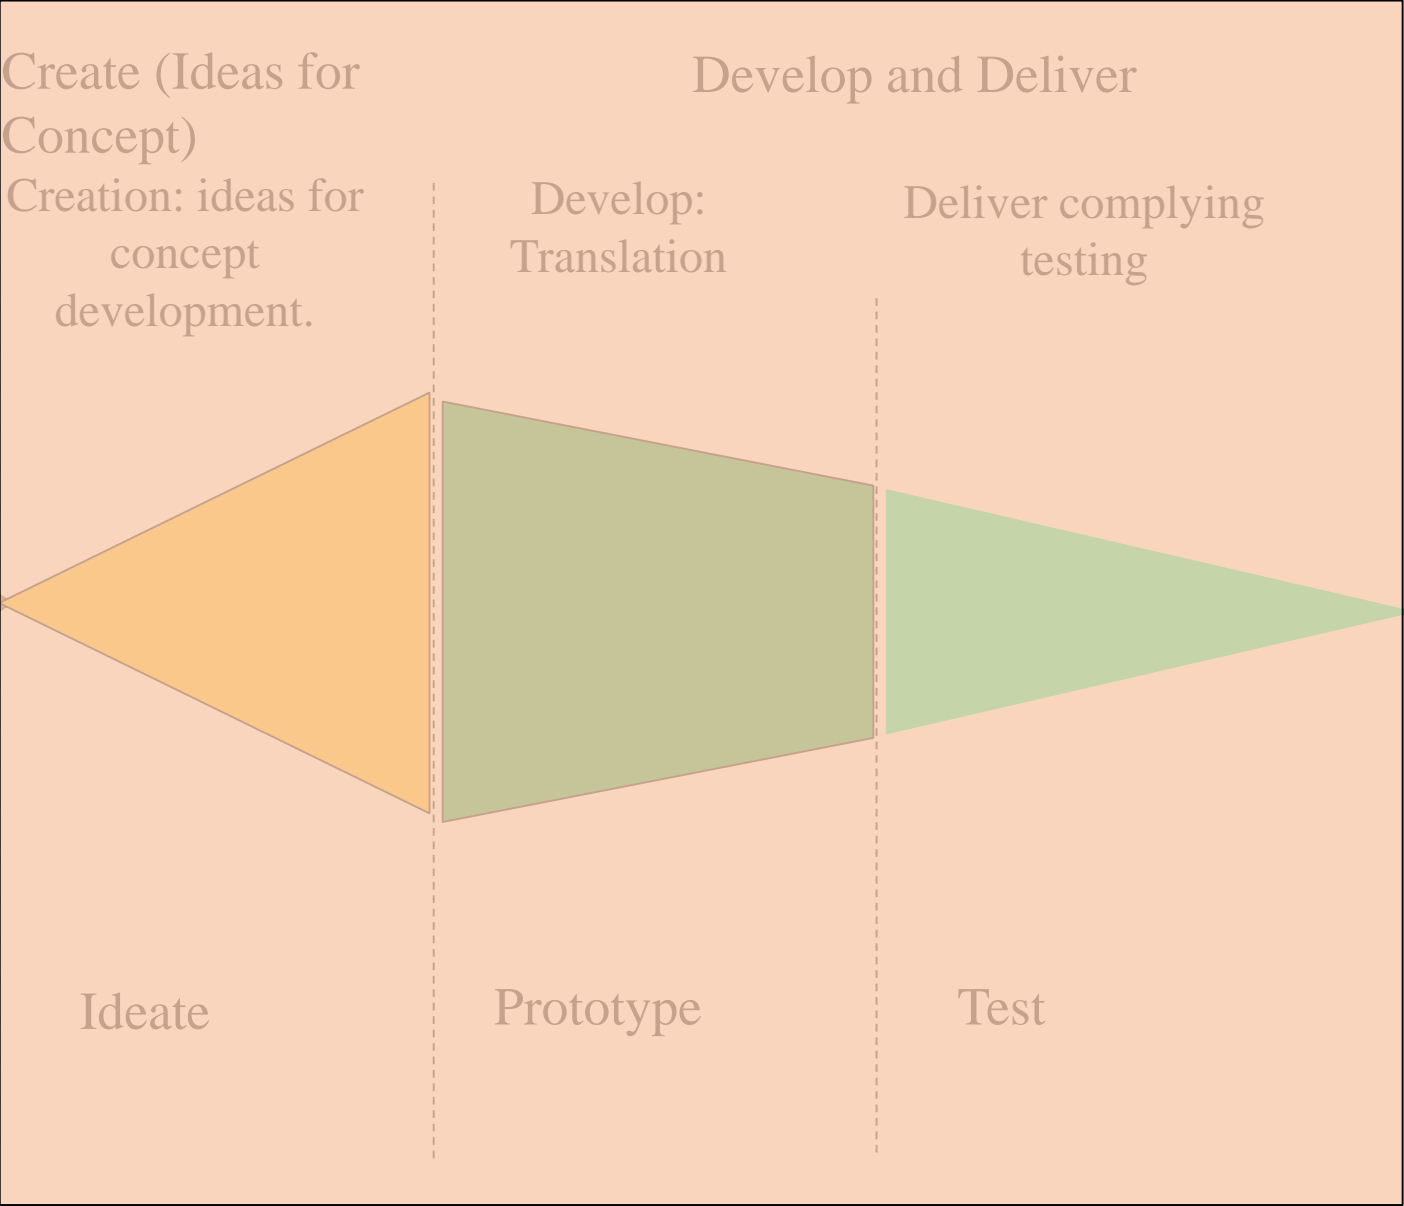 Create (Ideas for
Concept)
Develop and Deliver
Creation: ideas for
concept
development.
Develop:
Translation
Deliver complying
testing
Ideate
Prototype
Test